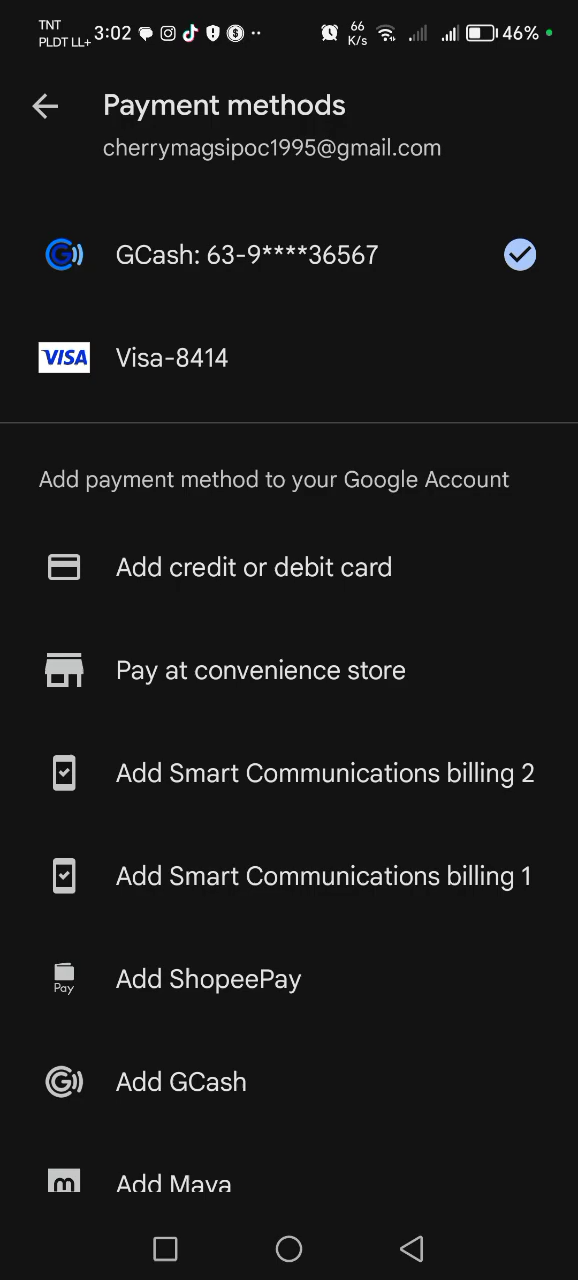 TNT
PLDT LL+
3:02
66
K/s
46%
Payment methods
cherrymagsipoc1995@gmail.com
GCash: 63-9****36567
VISA
Visa-8414
Add payment method to your Google Account
Add credit or debit card
Pay at convenience store
Add Smart Communications billing 2
Add Smart Communications billing 1
Pay
Add ShopeePay
Add GCash
m
Add Maya